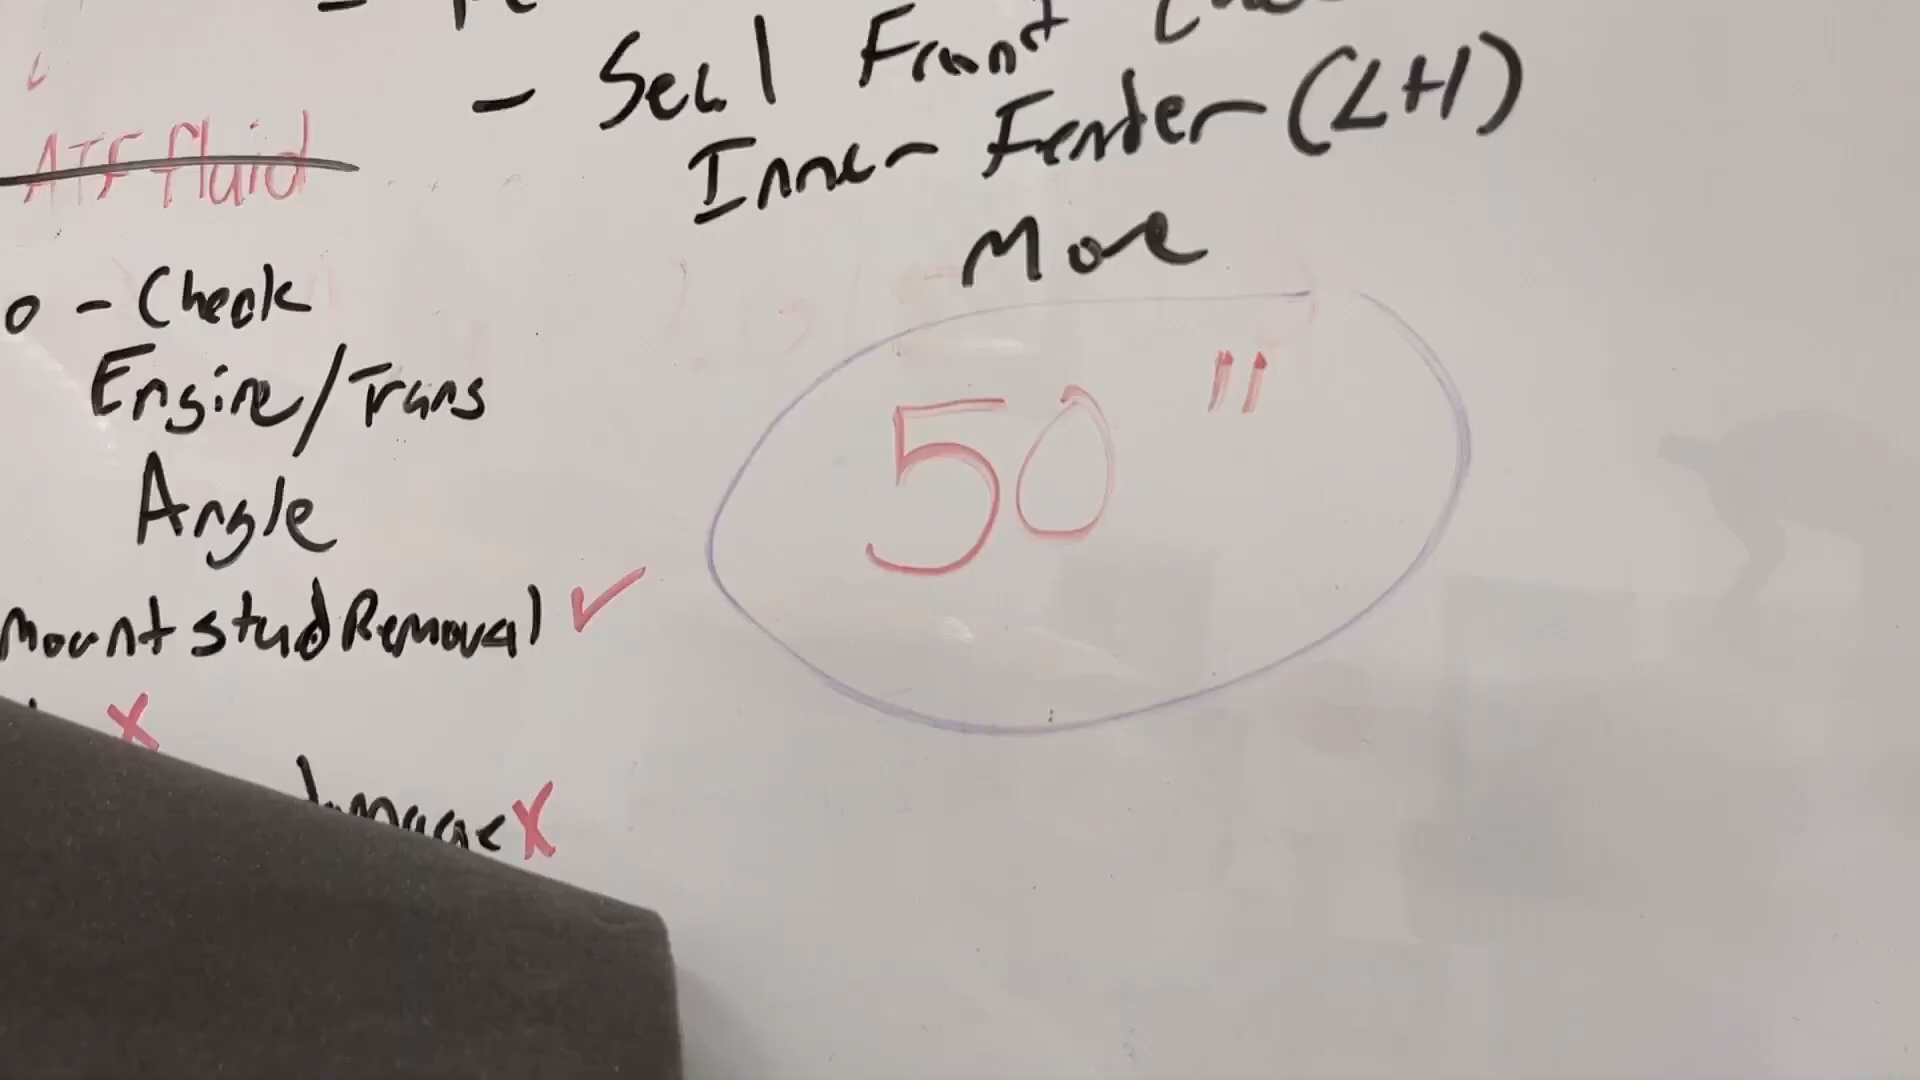 ATF fluid
- Seal Front
Inner Fender (LH)
More
- Check
Engine/Trans
Angle
Mount stud Removal ✓
X
X
50"